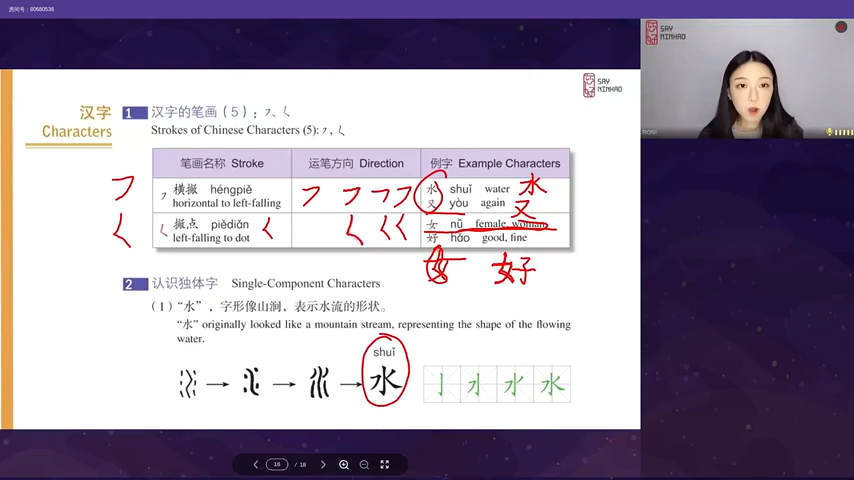 房间号：80680536
SAY
NINHAO
SAY
NINHAO
汉字
Characters
1 汉字的笔画（5）：㇇、㇛
Strokes of Chinese Characters (5): ㇇, ㇛
笔画名称 Stroke 运笔方向 Direction 例字 Example Characters
㇇ 横撇 héngpiě
horizontal to left-falling
水 shuǐ water 水
又 yòu again 又
㇛ 撇点 piědiǎn
left-falling to dot
女 nǚ female, woman
好 hǎo good, fine
女 好
2 认识独体字 Single-Component Characters
（1）“水”，字形像山涧，表示水流的形状。
“水” originally looked like a mountain stream, representing the shape of the flowing
water.
shuǐ
水
水
16 / 18